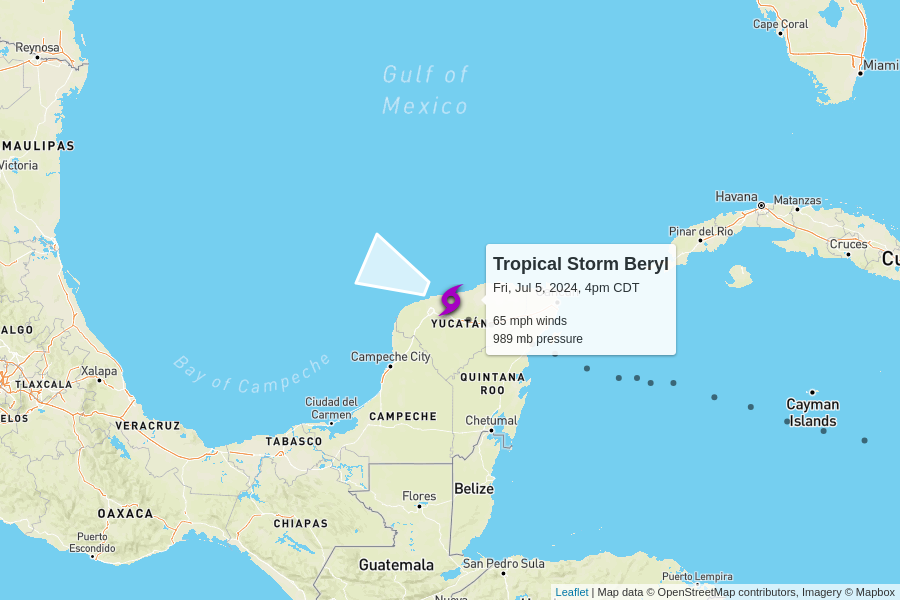 Cape Coral
Reynosa
Miami
Gulf of
Mexico
MAULIPAS
Victoria
Havana
Matanzas
Pinar del Rio
Cruces
Cu
Tropical Storm Beryl
Fri, Jul 5, 2024, 4pm CDT
65 mph winds
989 mb pressure
YUCATÁN
ALGO
Bay of Campeche
Campeche City
Xalapa
TLAXCALA
QUINTANA
ROO
Ciudad del
Carmen
CAMPECHE
Chetumal
Cayman
Islands
ELOS
VERACRUZ
TABASCO
Flores
Belize
OAXACA
CHIAPAS
Puerto
Escondido
Guatemala
San Pedro Sula
Puerto Lempira
Nueva
Leaflet | Map data © OpenStreetMap contributors, Imagery © Mapbox